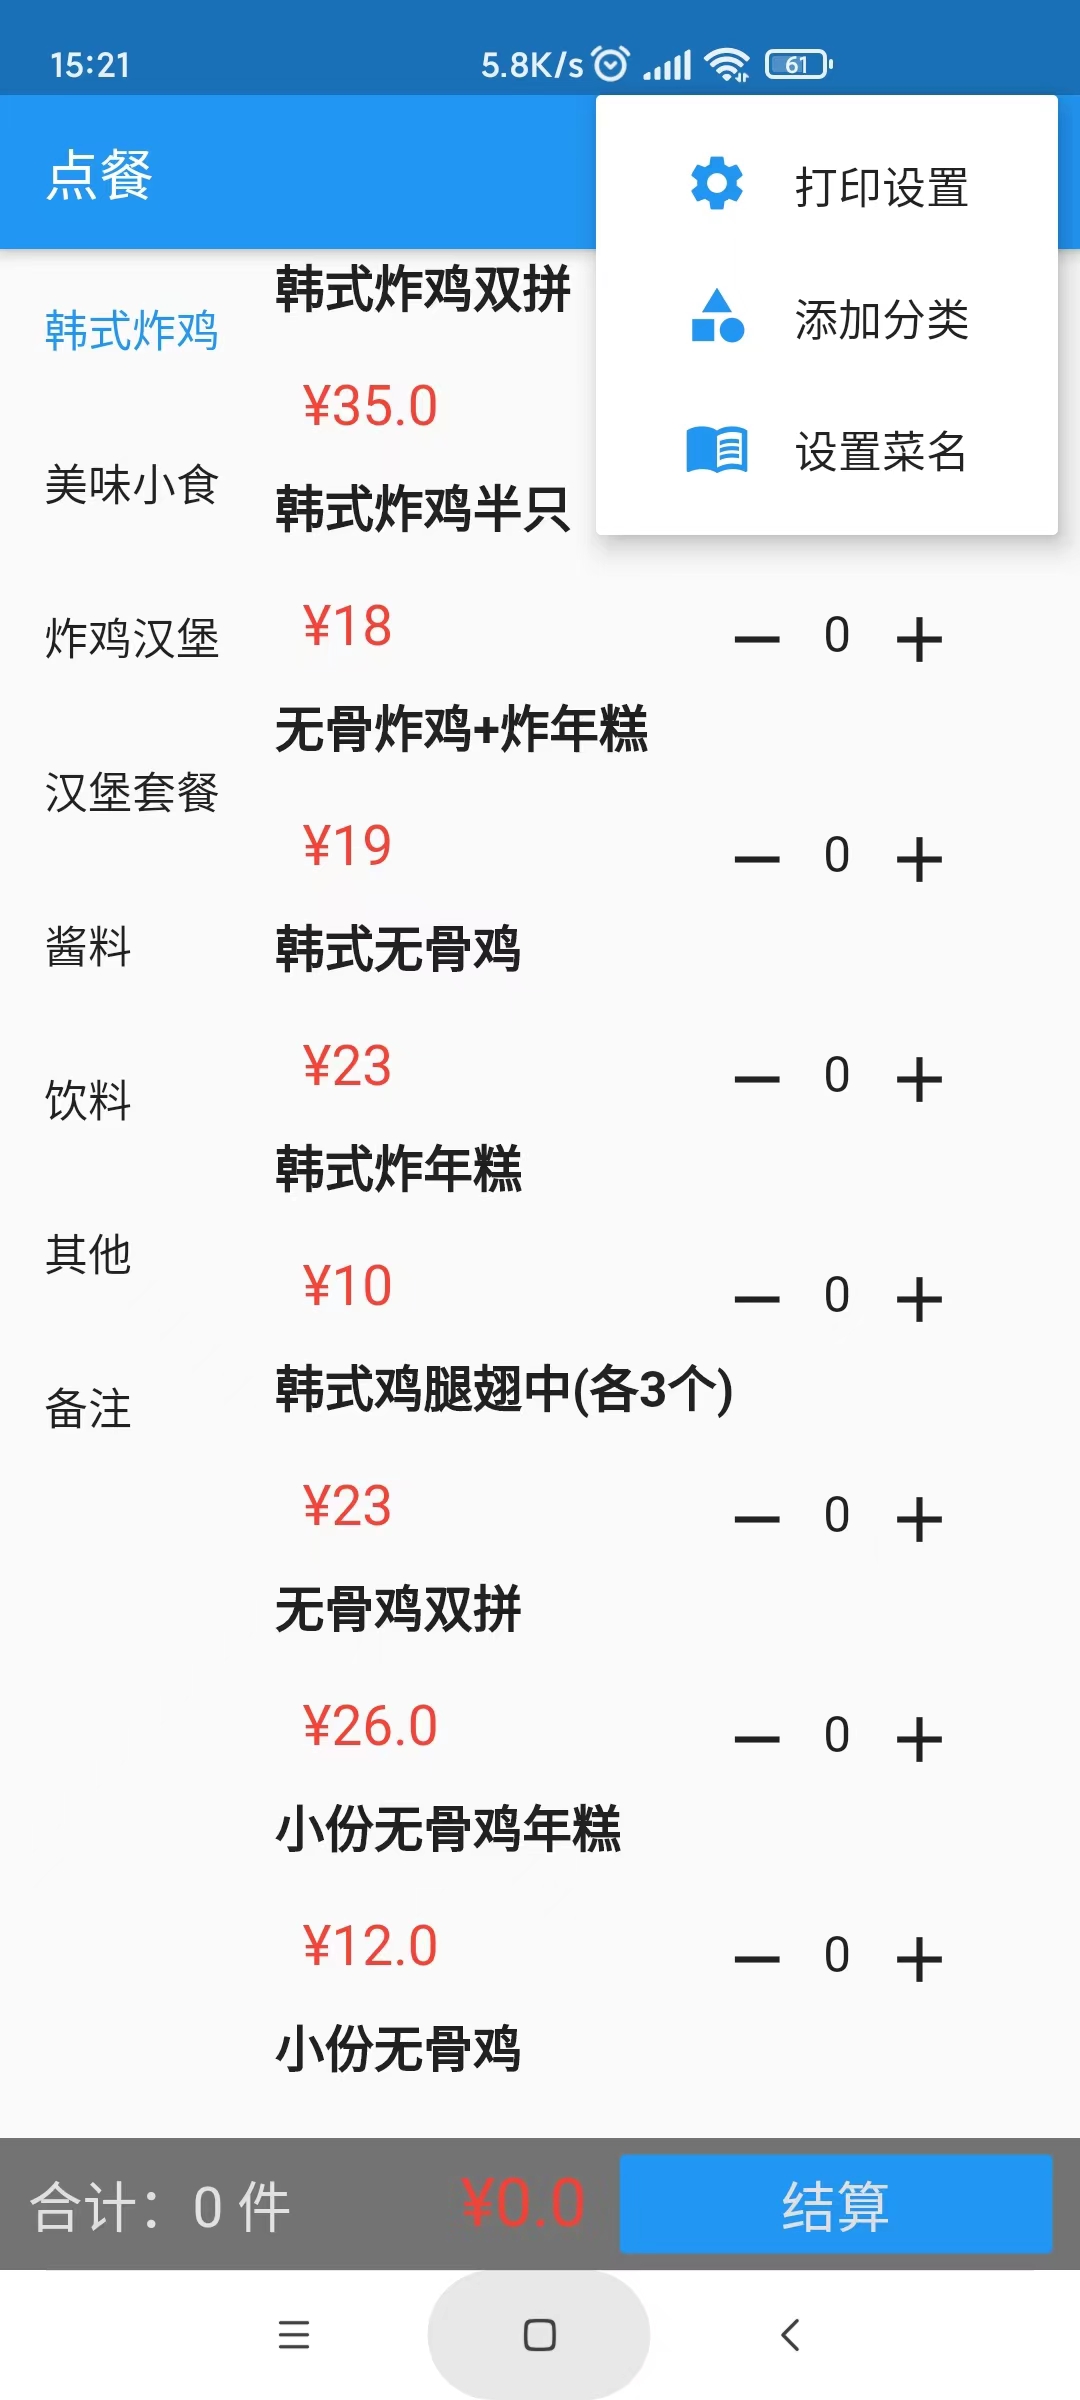 15:21
5.8K/s
61
点餐
打印设置
添加分类
设置菜名
韩式炸鸡
美味小食
炸鸡汉堡
汉堡套餐
酱料
饮料
其他
备注
韩式炸鸡双拼
¥35.0
韩式炸鸡半只
¥18
0
无骨炸鸡+炸年糕
¥19
0
韩式无骨鸡
¥23
0
韩式炸年糕
¥10
0
韩式鸡腿翅中(各3个)
¥23
0
无骨鸡双拼
¥26.0
0
小份无骨鸡年糕
¥12.0
0
小份无骨鸡
合计：0 件
¥0.0
结算